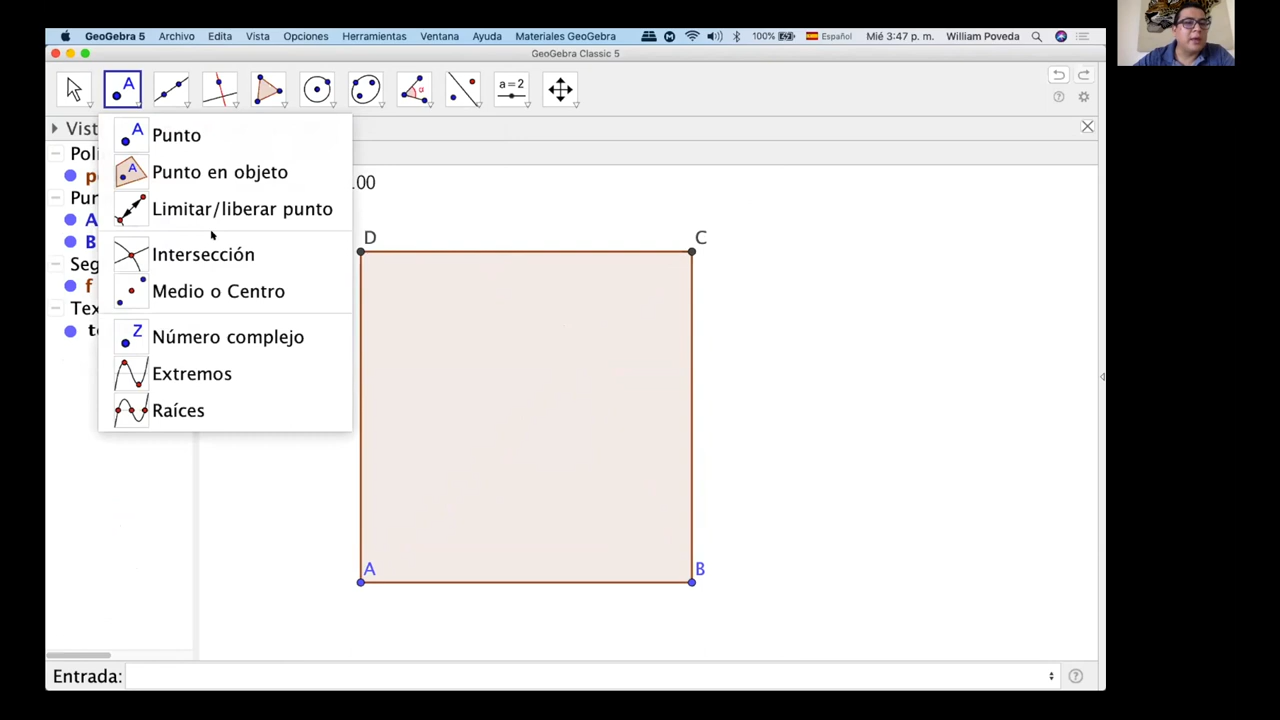 GeoGebra 5 Archivo Edita Vista Opciones Herramientas Ventana Ayuda Materiales GeoGebra 100% Español Mié 3:47 p. m. William Poveda
GeoGebra Classic 5
A
α
a=2
Vist
Punto
A
Poli
Punto en objeto
A
p
Pun
Limitar/liberar punto
A
B
Intersección
Seg
f
Medio o Centro
Tex
te
Número complejo
Z
Extremos
Raíces
.00
D
C
A
B
Entrada: